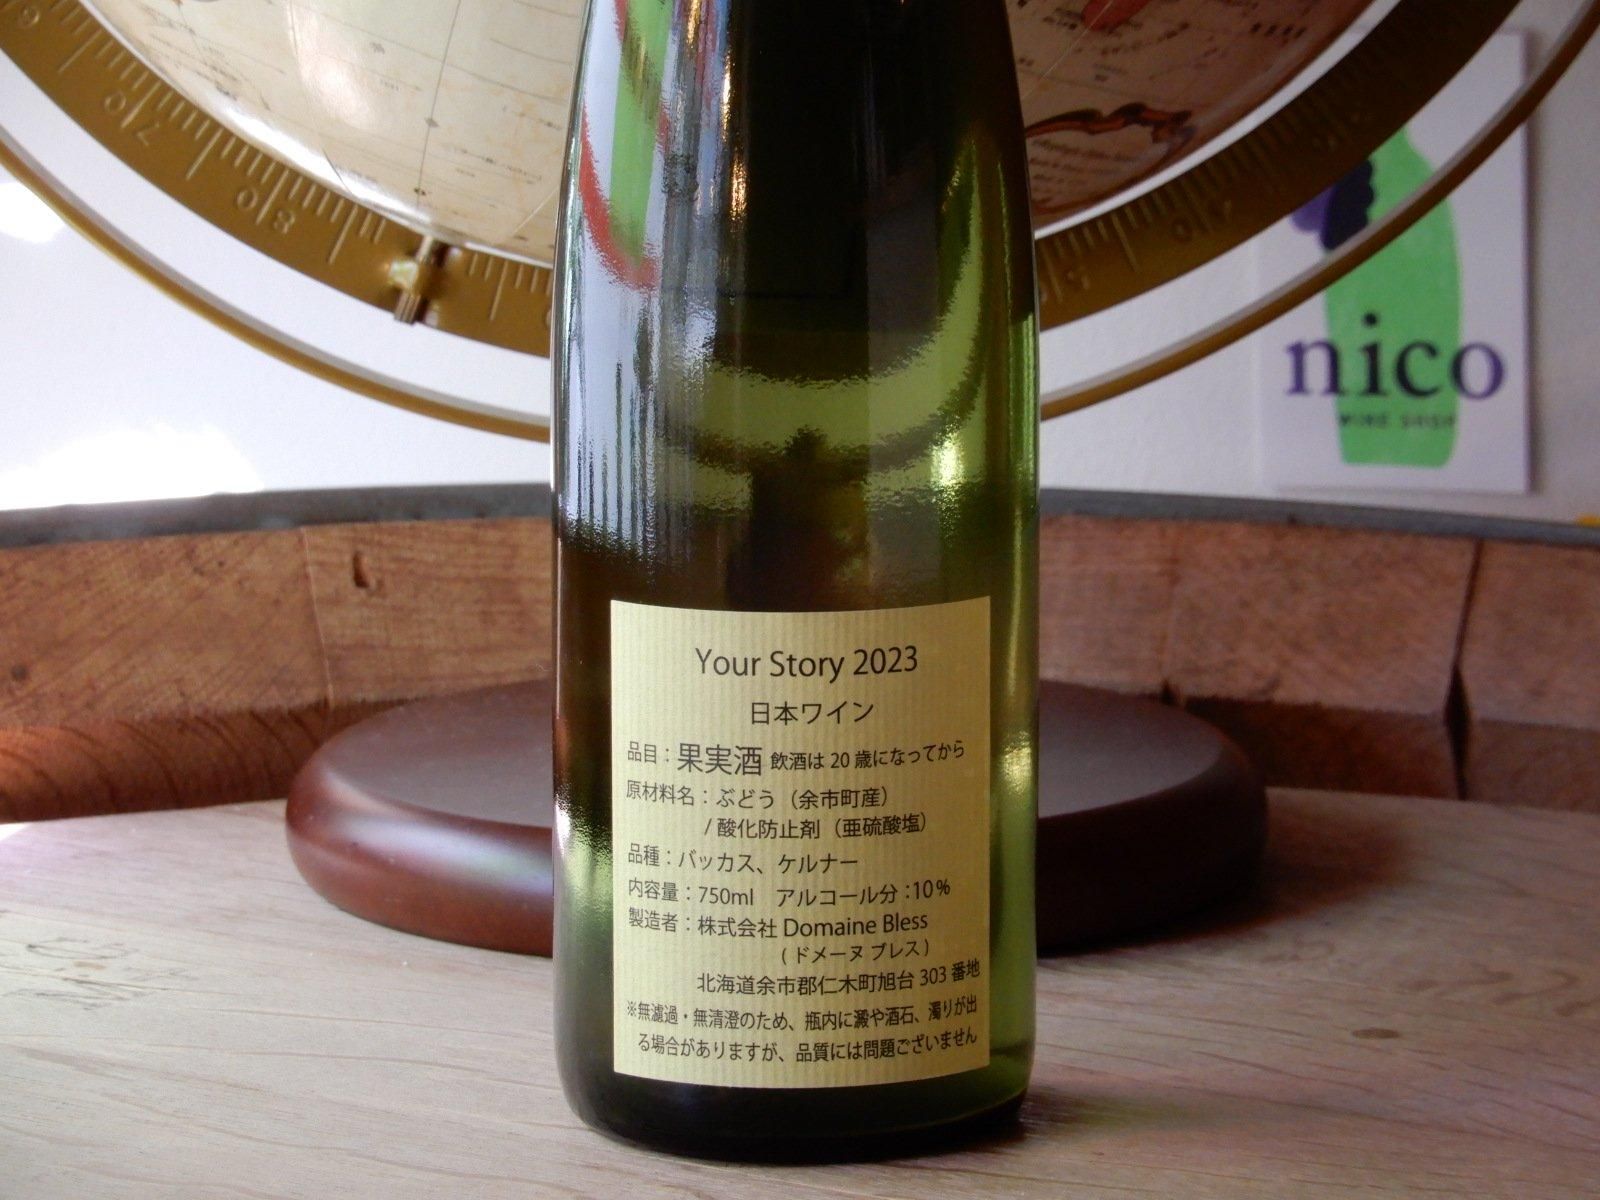 nico
WINE SHOP
Your Story 2023
日本ワイン
品目：果実酒 飲酒は 20 歳になってから
原材料名：ぶどう（余市町産）
/ 酸化防止剤（亜硫酸塩）
品種：バッカス、ケルナー
内容量：750ml アルコール分：10％
製造者：株式会社 Domaine Bless
（ドメーヌ ブレス）
北海道余市郡仁木町旭台 303 番地
※無濾過・無清澄のため、瓶内に澱や酒石、濁りが出
る場合がありますが、品質には問題ございません